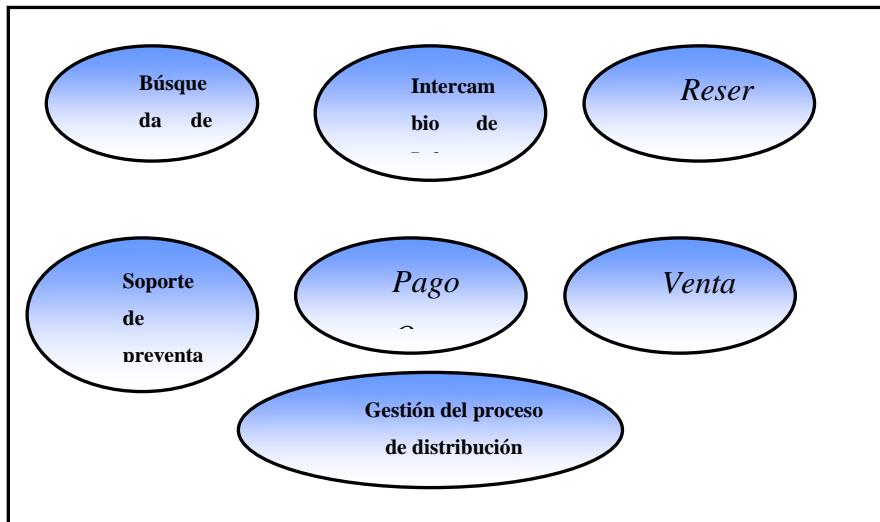 Búsque
da de
Intercam
bio de
Reser
Soporte
de
preventa
Pago
Venta
Gestión del proceso
de distribución